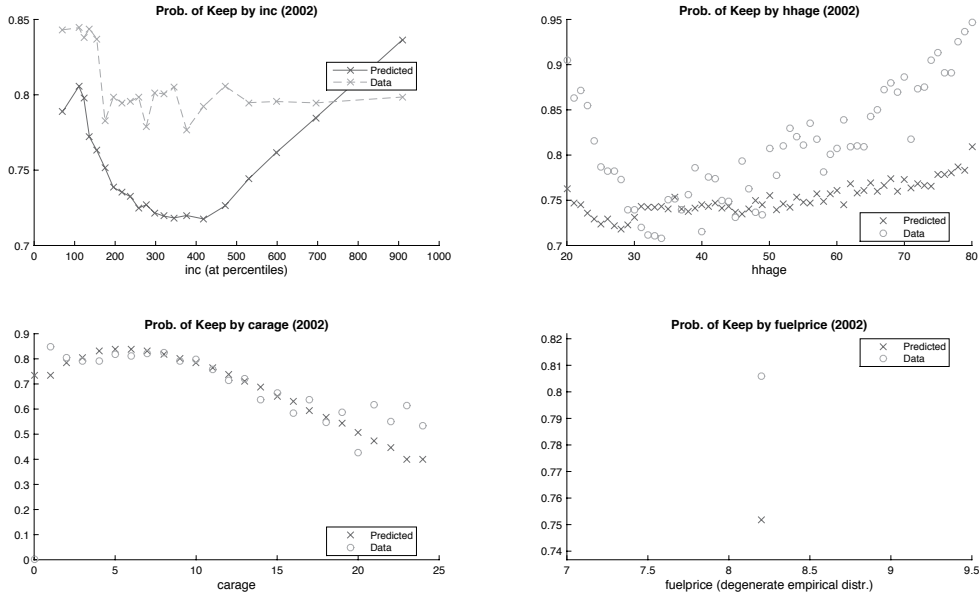 Prob. of Keep by inc (2002)
0.85
0.8
0.75
0.7
0 100 200 300 400 500 600 700 800 900 1000
inc (at percentiles)
Predicted
Data
Prob. of Keep by hhage (2002)
0.95
0.9
0.85
0.8
0.75
0.7
20 30 40 50 60 70 80
hhage
Predicted
Data
Prob. of Keep by carage (2002)
0.9
0.8
0.7
0.6
0.5
0.4
0.3
0.2
0.1
0
0 5 10 15 20 25
carage
Predicted
Data
Prob. of Keep by fuelprice (2002)
0.82
0.81
0.8
0.79
0.78
0.77
0.76
0.75
0.74
7 7.5 8 8.5 9 9.5
fuelprice (degenerate empirical distr.)
Predicted
Data